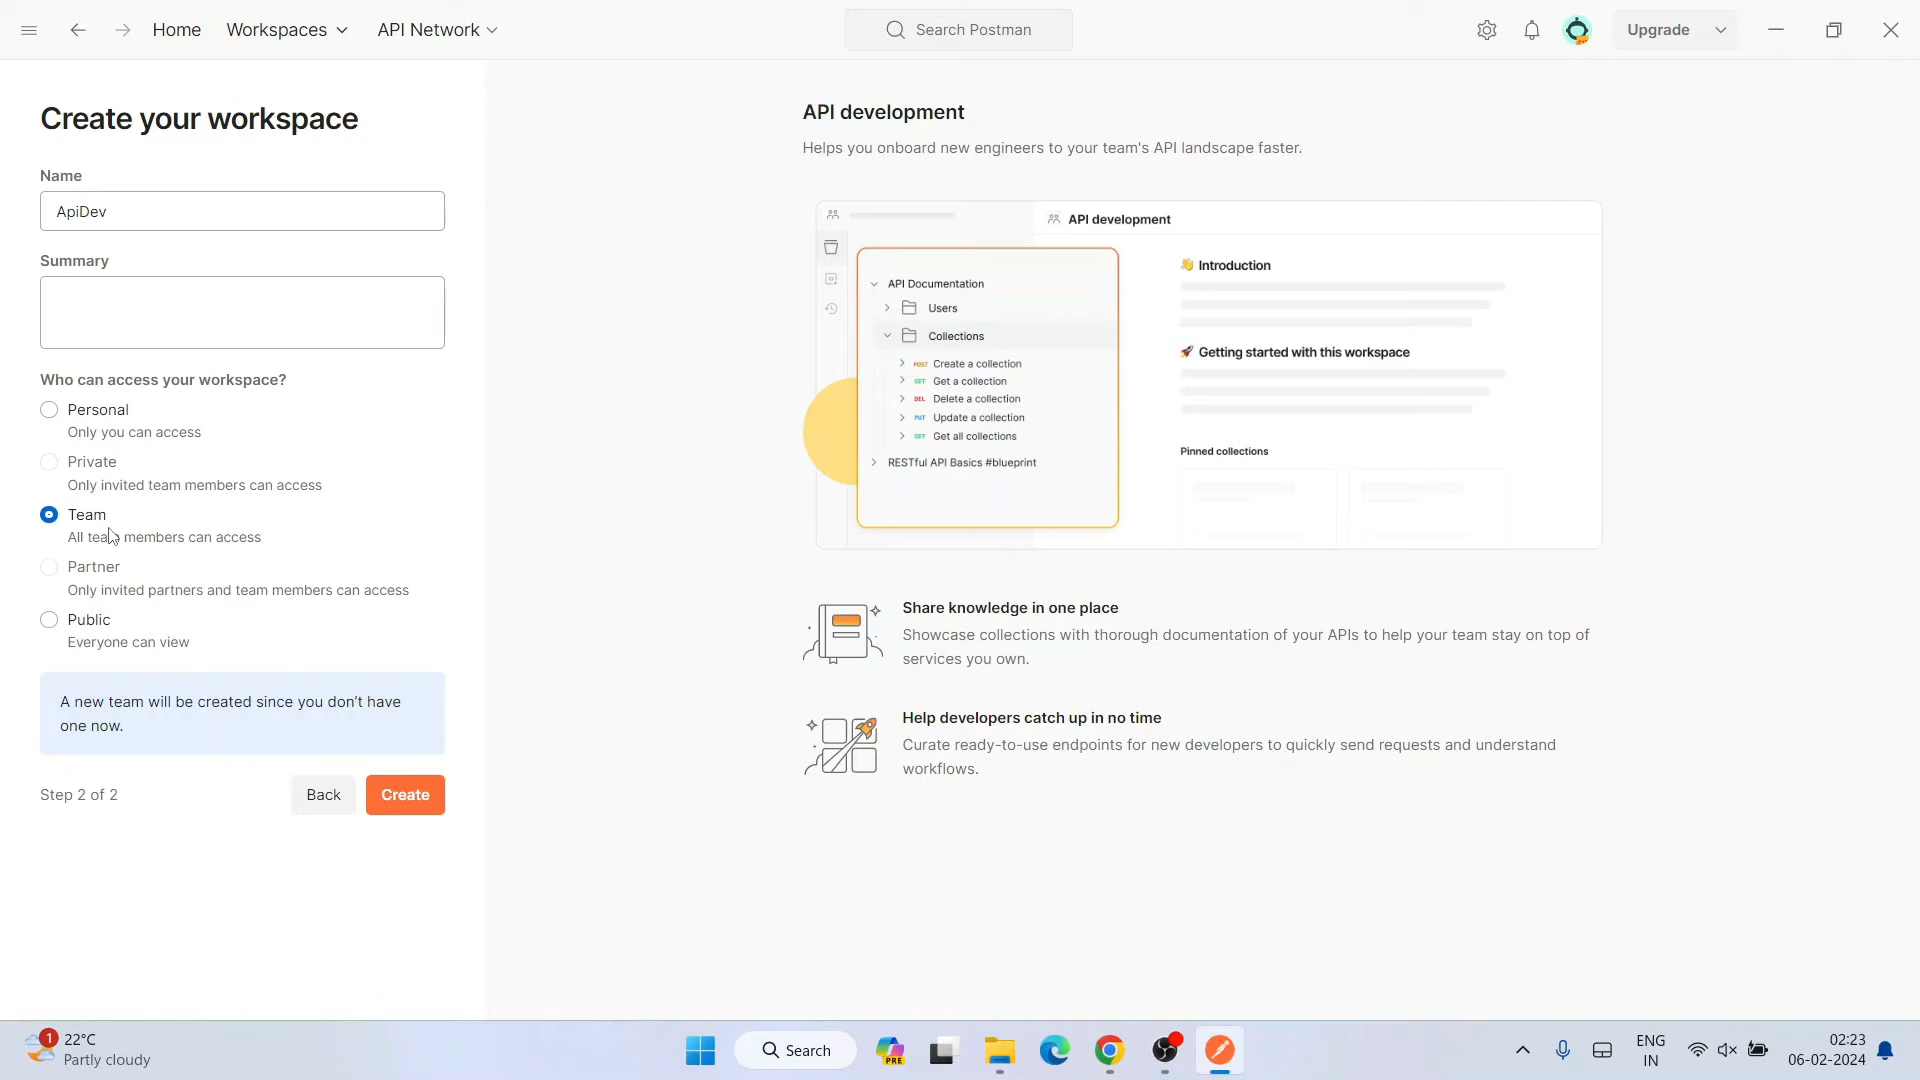 Home
Workspaces
API Network
Search Postman
Upgrade
Create your workspace
Name
ApiDev
Summary
Who can access your workspace?
Personal
Only you can access
Private
Only invited team members can access
Team
All team members can access
Partner
Only invited partners and team members can access
Public
Everyone can view
A new team will be created since you don’t have
one now.
Step 2 of 2
Back
Create
API development
Helps you onboard new engineers to your team's API landscape faster.
API development
API Documentation
Users
Collections
POST Create a collection
GET Get a collection
DEL Delete a collection
PUT Update a collection
GET Get all collections
RESTful API Basics #blueprint
👋 Introduction
🚀 Getting started with this workspace
Pinned collections
Share knowledge in one place
Showcase collections with thorough documentation of your APIs to help your team stay on top of
services you own.
Help developers catch up in no time
Curate ready-to-use endpoints for new developers to quickly send requests and understand
workflows.
1
22°C
Partly cloudy
Search
PRE
ENG
IN
02:23
06-02-2024